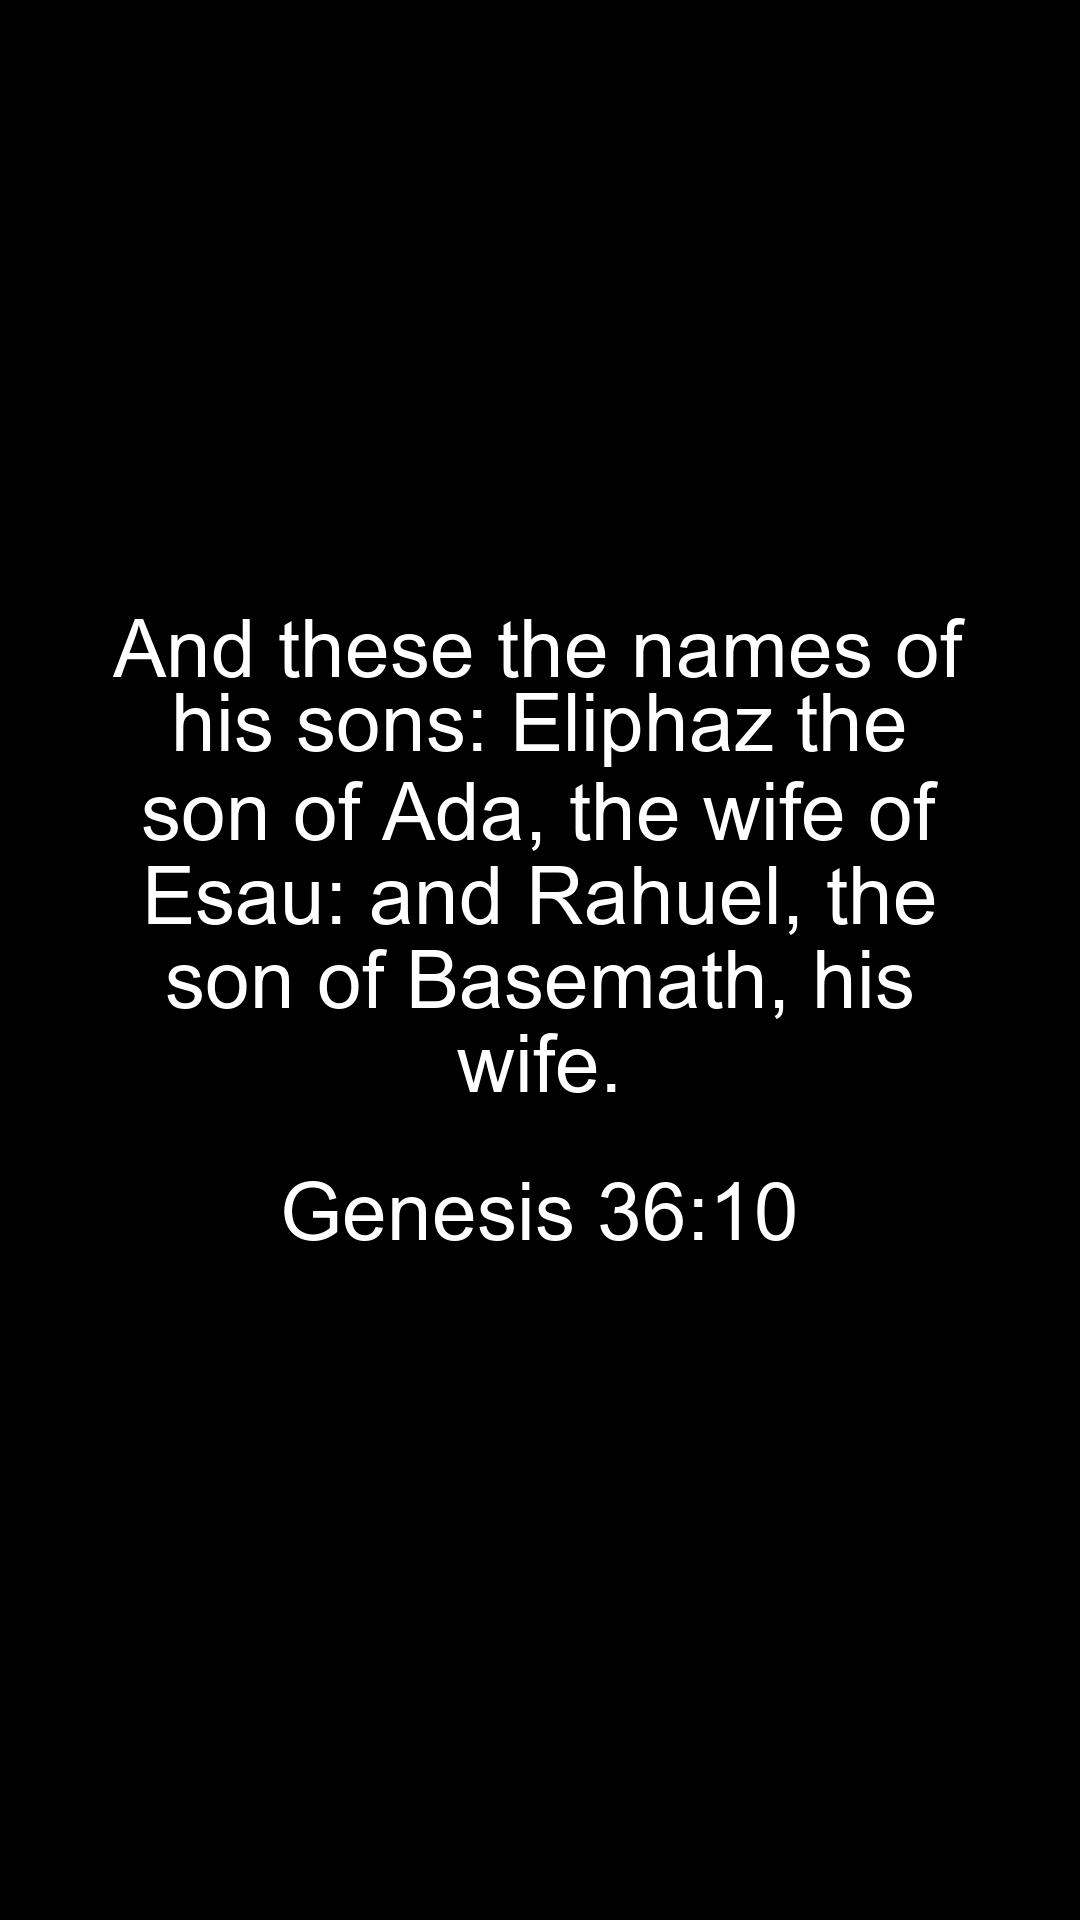 And these the names of
his sons: Eliphaz the
son of Ada, the wife of
Esau: and Rahuel, the
son of Basemath, his
wife.
Genesis 36:10